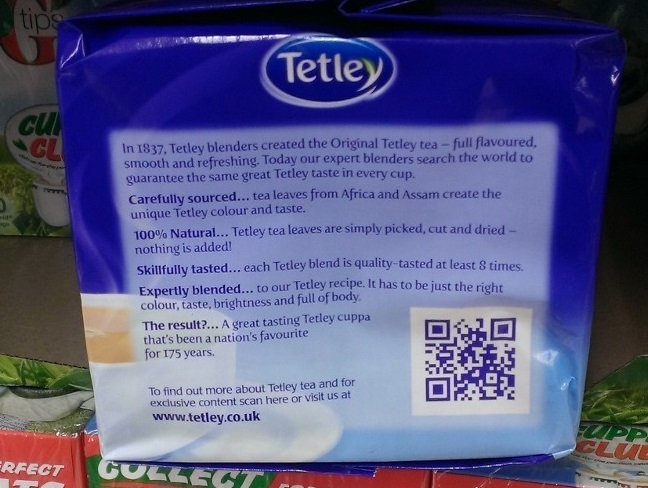 tips
Tetley
In 1837, Tetley blenders created the Original Tetley tea – full flavoured,
smooth and refreshing. Today our expert blenders search the world to
guarantee the same great Tetley taste in every cup.
Carefully sourced... tea leaves from Africa and Assam create the
unique Tetley colour and taste.
100% Natural... Tetley tea leaves are simply picked, cut and dried –
nothing is added!
Skillfully tasted... each Tetley blend is quality-tasted at least 8 times.
Expertly blended... to our Tetley recipe. It has to be just the right
colour, taste, brightness and full of body.
The result?... A great tasting Tetley cuppa
that's been a nation's favourite
for 175 years.
To find out more about Tetley tea and for
exclusive content scan here or visit us at
www.tetley.co.uk
COLLECT